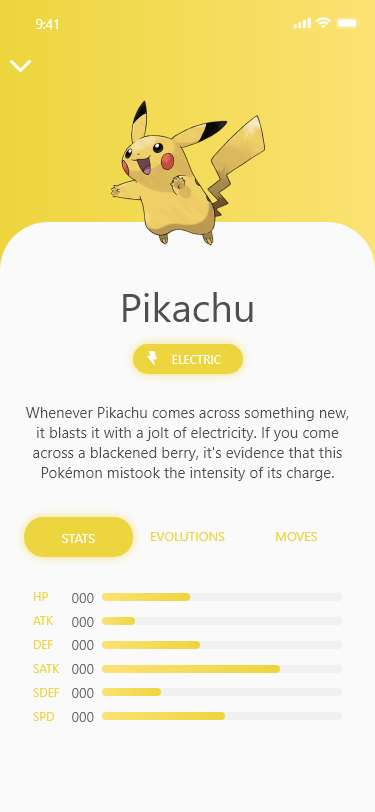 9:41
Pikachu
ELECTRIC
Whenever Pikachu comes across something new,
it blasts it with a jolt of electricity. If you come
across a blackened berry, it's evidence that this
Pokémon mistook the intensity of its charge.
STATS EVOLUTIONS MOVES
HP 000
ATK 000
DEF 000
SATK 000
SDEF 000
SPD 000